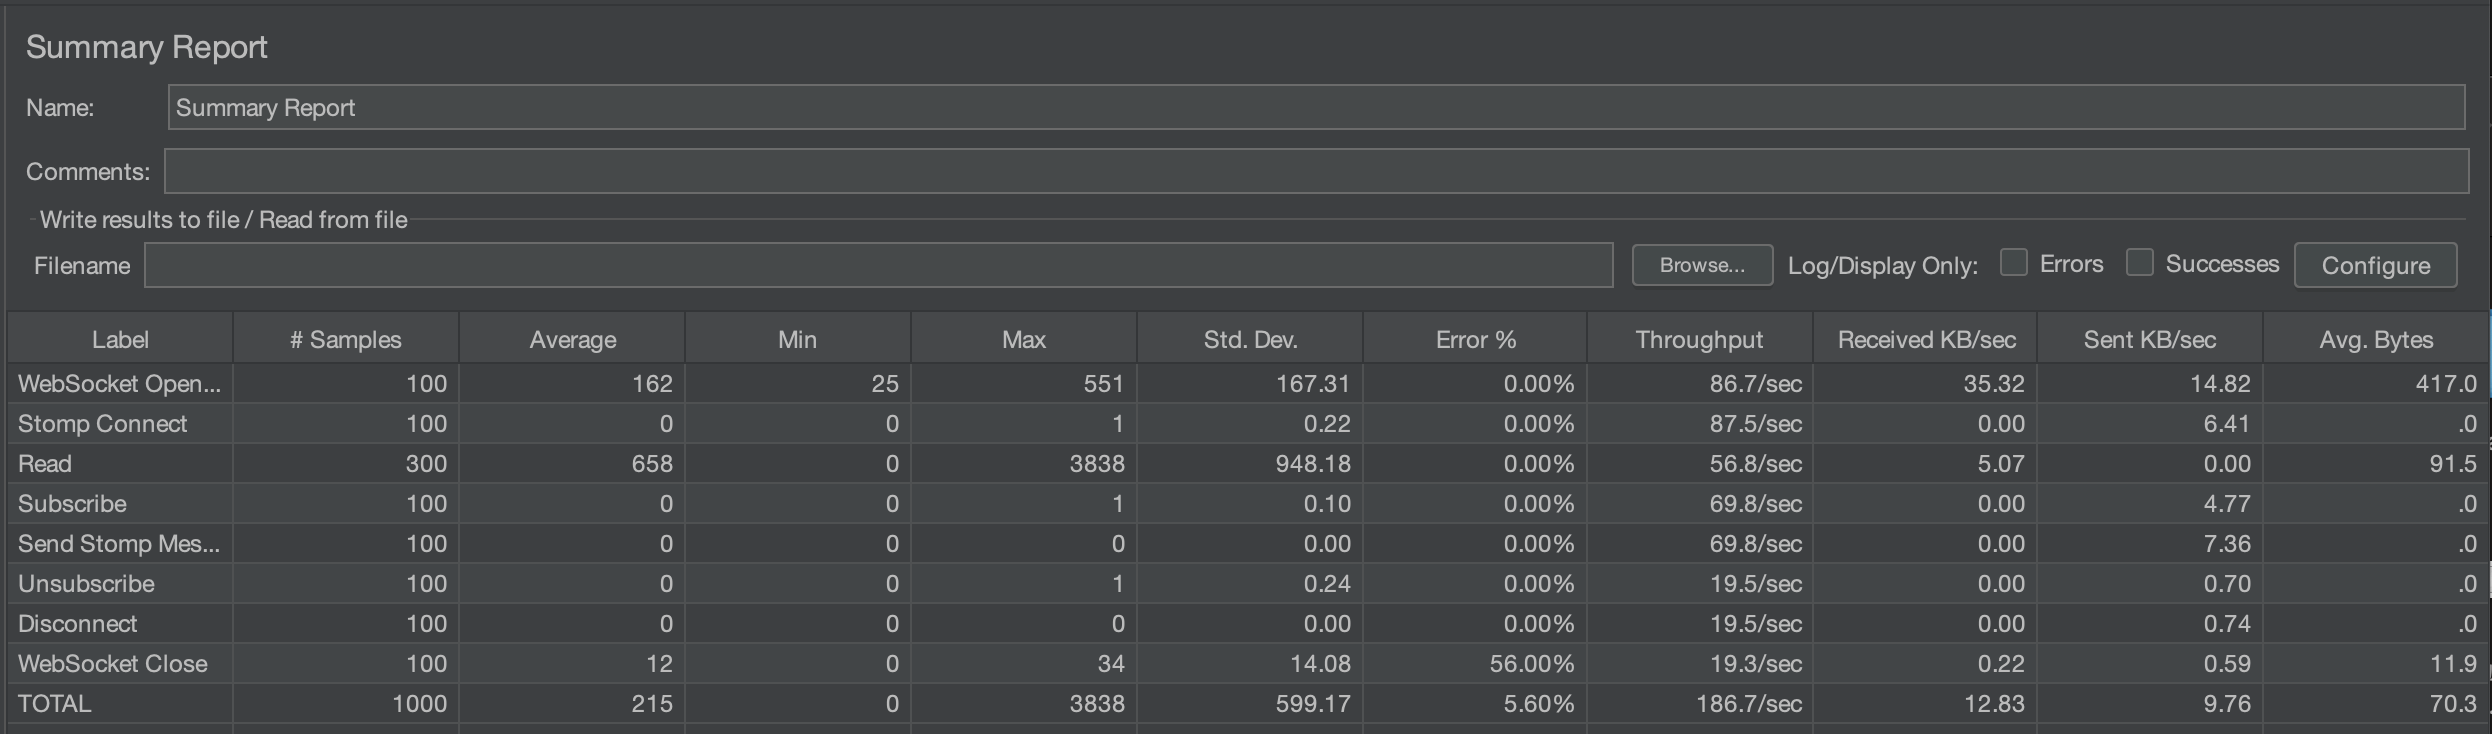 Summary Report
Name: Summary Report
Comments:
Write results to file / Read from file
Filename Browse... Log/Display Only: Errors Successes Configure
Label # Samples Average Min Max Std. Dev. Error % Throughput Received KB/sec Sent KB/sec Avg. Bytes
WebSocket Open... 100 162 25 551 167.31 0.00% 86.7/sec 35.32 14.82 417.0
Stomp Connect 100 0 0 1 0.22 0.00% 87.5/sec 0.00 6.41 .0
Read 300 658 0 3838 948.18 0.00% 56.8/sec 5.07 0.00 91.5
Subscribe 100 0 0 1 0.10 0.00% 69.8/sec 0.00 4.77 .0
Send Stomp Mes... 100 0 0 0 0.00 0.00% 69.8/sec 0.00 7.36 .0
Unsubscribe 100 0 0 1 0.24 0.00% 19.5/sec 0.00 0.70 .0
Disconnect 100 0 0 0 0.00 0.00% 19.5/sec 0.00 0.74 .0
WebSocket Close 100 12 0 34 14.08 56.00% 19.3/sec 0.22 0.59 11.9
TOTAL 1000 215 0 3838 599.17 5.60% 186.7/sec 12.83 9.76 70.3